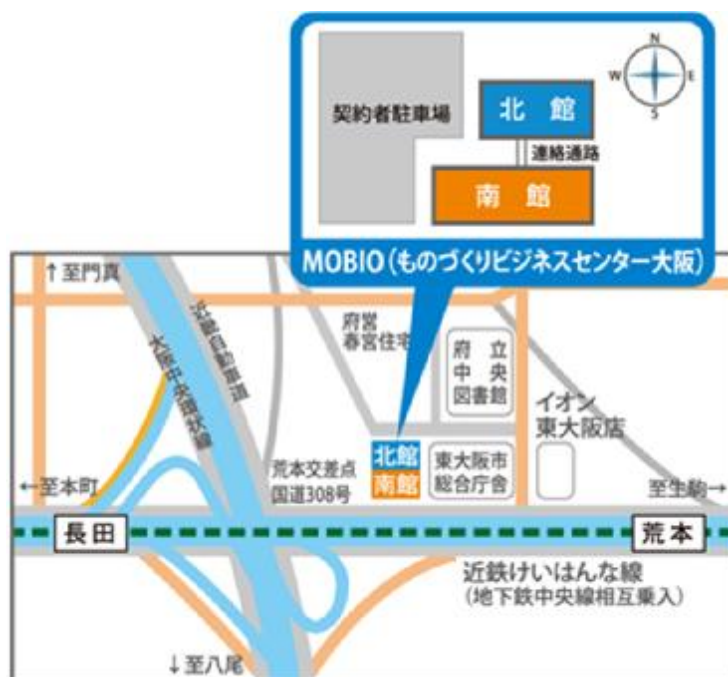 N
W E
S
契約者駐車場
北 館
連絡通路
南 館
MOBIO(ものづくりビジネスセンター大阪)
↑至門真
近畿自動車道
大阪中央環状線
府営
春宮住宅
府 立
中 央
図書館
イオン
東大阪店
荒本交差点
国道308号
北館
南館
東大阪市
総合庁舎
←至本町
至生駒→
長田
荒本
近鉄けいはんな線
(地下鉄中央線相互乗入)
↓至八尾